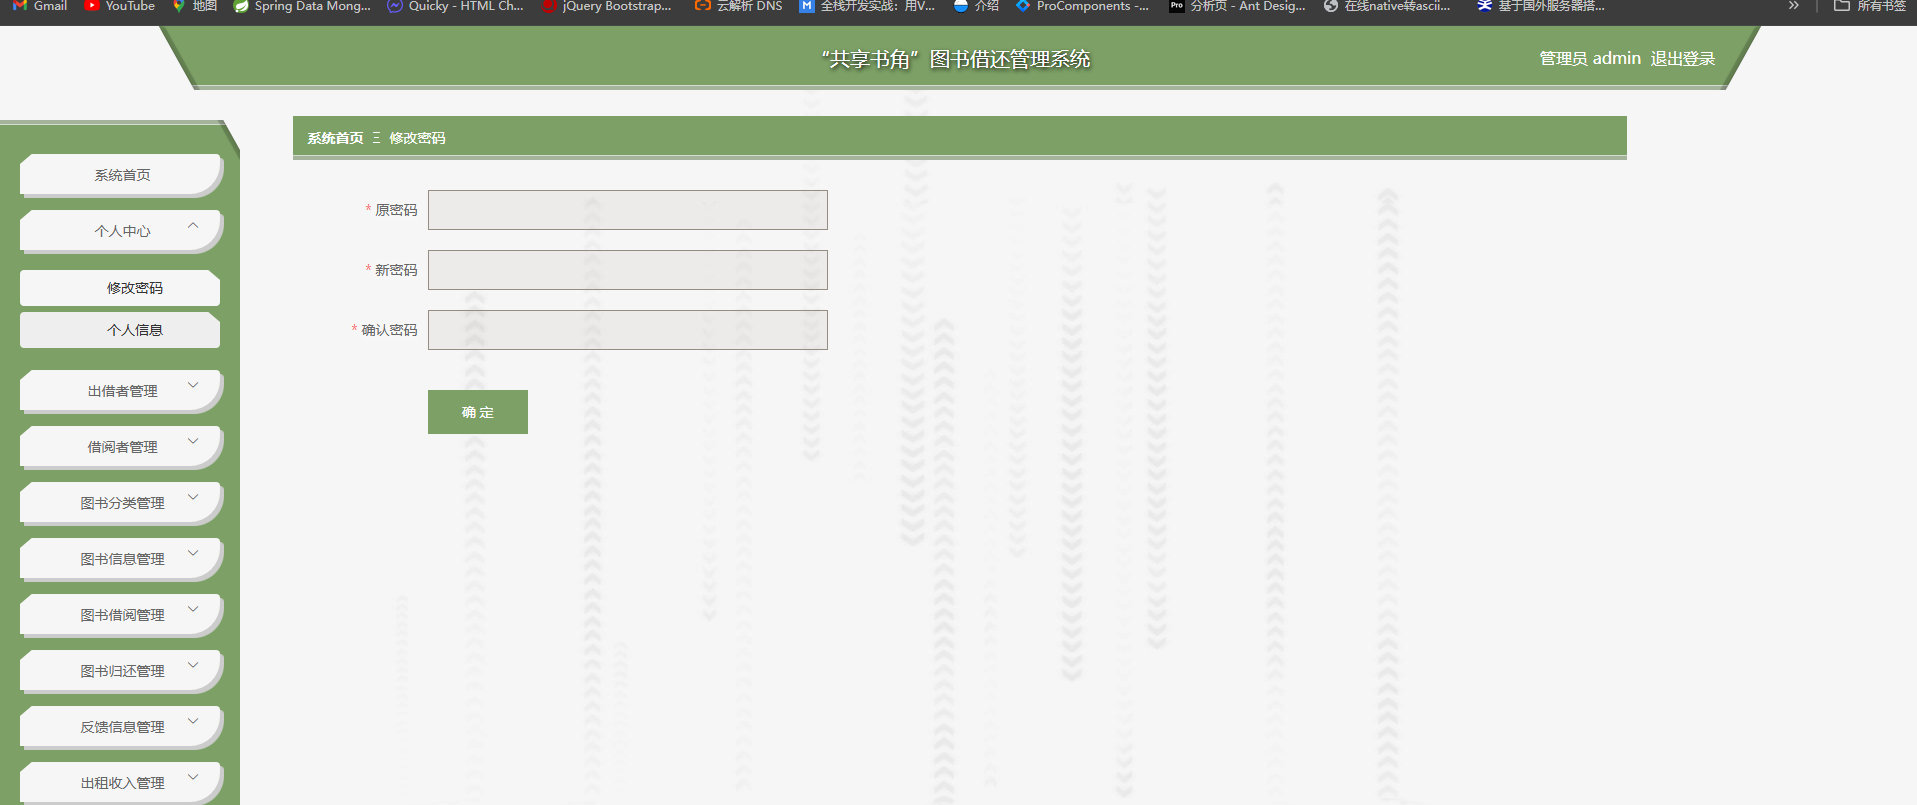 Gmail YouTube 地图 Spring Data Mong... Quicky - HTML Ch... jQuery Bootstrap... 云解析 DNS 全栈开发实战：用V... 介绍 ProComponents -... Pro 分析页 - Ant Desig... 在线native转ascii... 基于国外服务器搭... » 所有书签
“共享书角”图书借还管理系统
管理员 admin 退出登录
系统首页 Ξ 修改密码
系统首页
个人中心
修改密码
个人信息
出借者管理
借阅者管理
图书分类管理
图书信息管理
图书借阅管理
图书归还管理
反馈信息管理
出租收入管理
* 原密码
* 新密码
* 确认密码
确 定